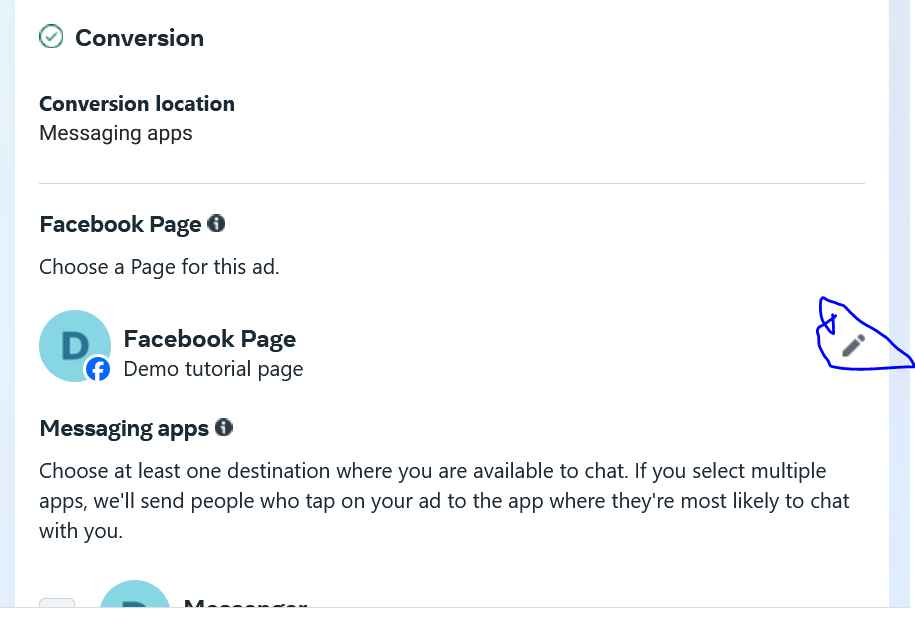 Conversion
Conversion location
Messaging apps
Facebook Page
Choose a Page for this ad.
D
Facebook Page
Demo tutorial page
Messaging apps
Choose at least one destination where you are available to chat. If you select multiple
apps, we'll send people who tap on your ad to the app where they're most likely to chat
with you.
Messenger